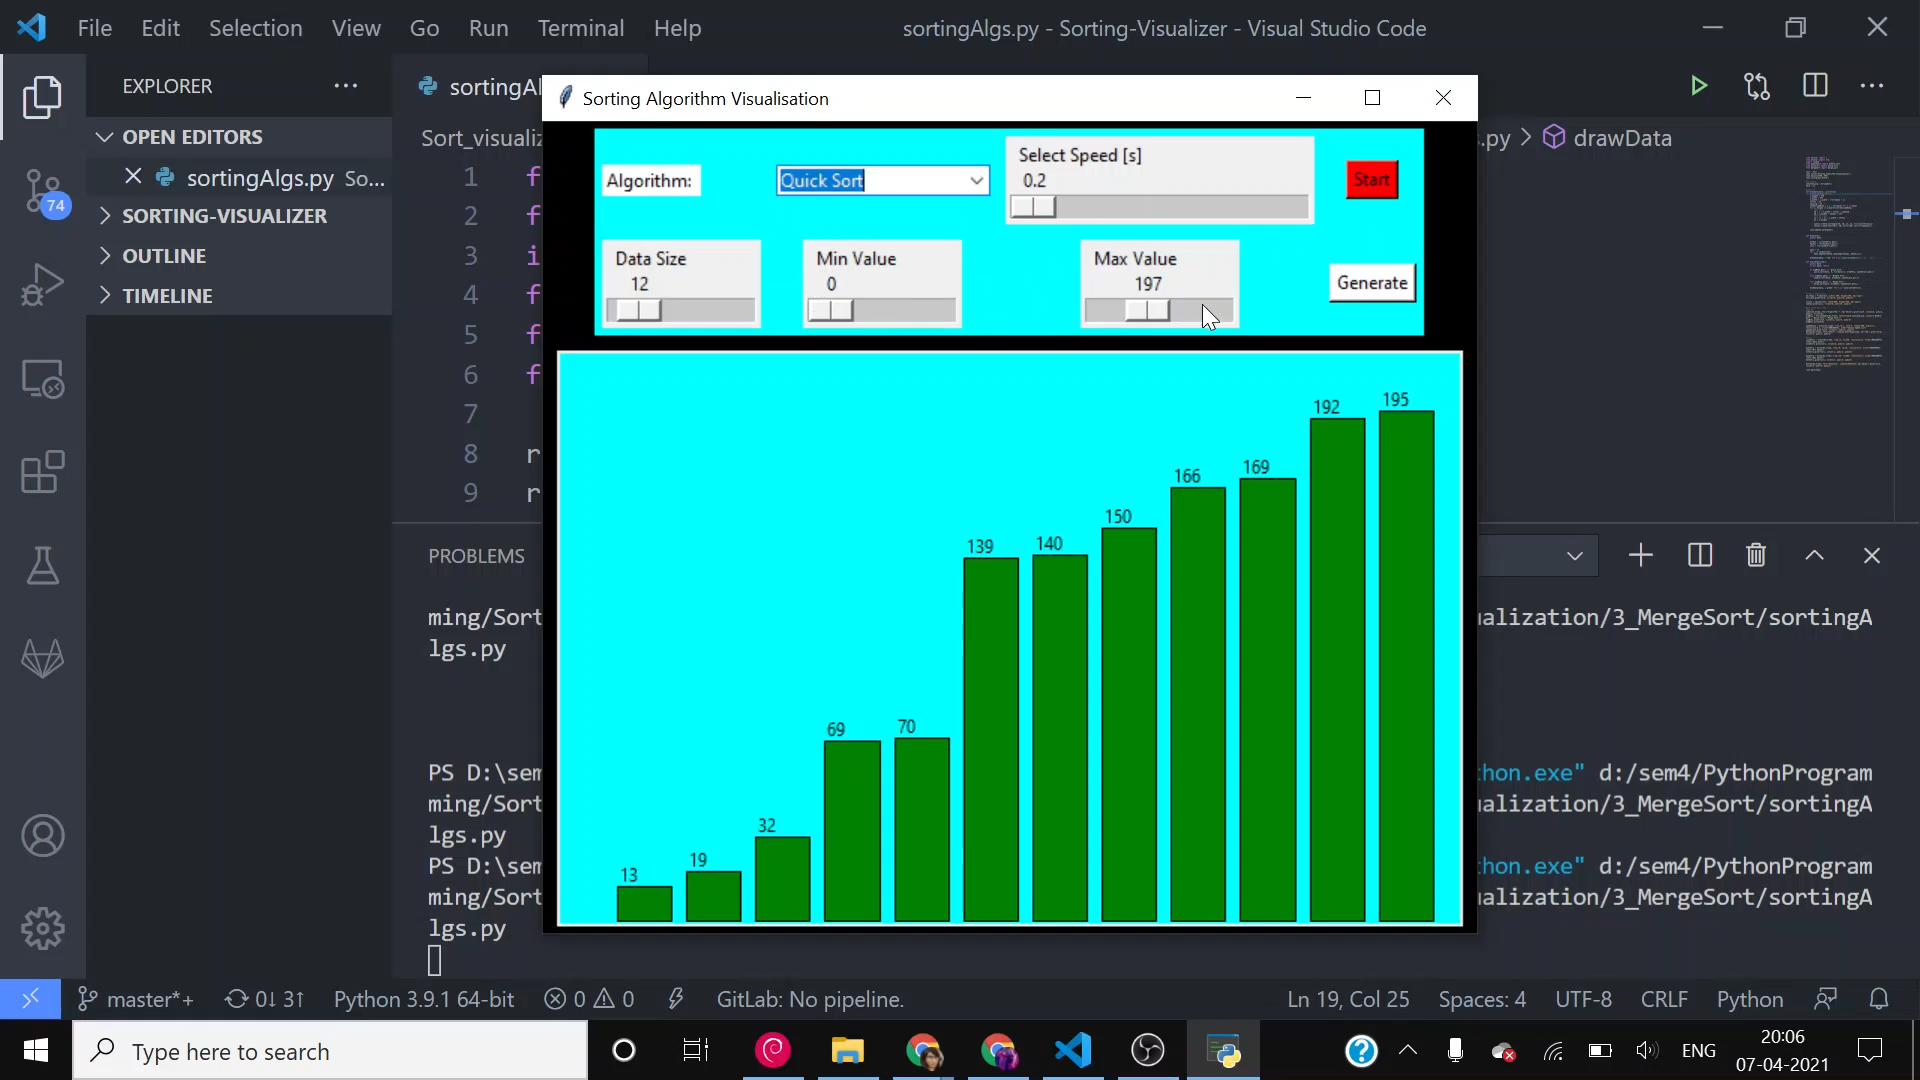 File Edit Selection View Go Run Terminal Help
sortingAlgs.py - Sorting-Visualizer - Visual Studio Code
EXPLORER
OPEN EDITORS
sortingAlgs.py So...
SORTING-VISUALIZER
OUTLINE
TIMELINE
74
sortingAl
Sort_visualiz
.py > drawData
1 f
2 f
3 i
4 f
5 f
6 f
7
8 r
9 r
Sorting Algorithm Visualisation
Algorithm:
Quick Sort
Select Speed [s]
0.2
Start
Data Size
12
Min Value
0
Max Value
197
Generate
13 19 32 69 70 139 140 150 166 169 192 195
PROBLEMS
ming/Sort ualization/3_MergeSort/sortingA
lgs.py
PS D:\sem thon.exe" d:/sem4/PythonProgram
ming/Sort ualization/3_MergeSort/sortingA
lgs.py
PS D:\sem thon.exe" d:/sem4/PythonProgram
ming/Sort ualization/3_MergeSort/sortingA
lgs.py
master*+ 0↓ 3↑ Python 3.9.1 64-bit 0 0 GitLab: No pipeline.
Ln 19, Col 25 Spaces: 4 UTF-8 CRLF Python
Type here to search
ENG
20:06
07-04-2021